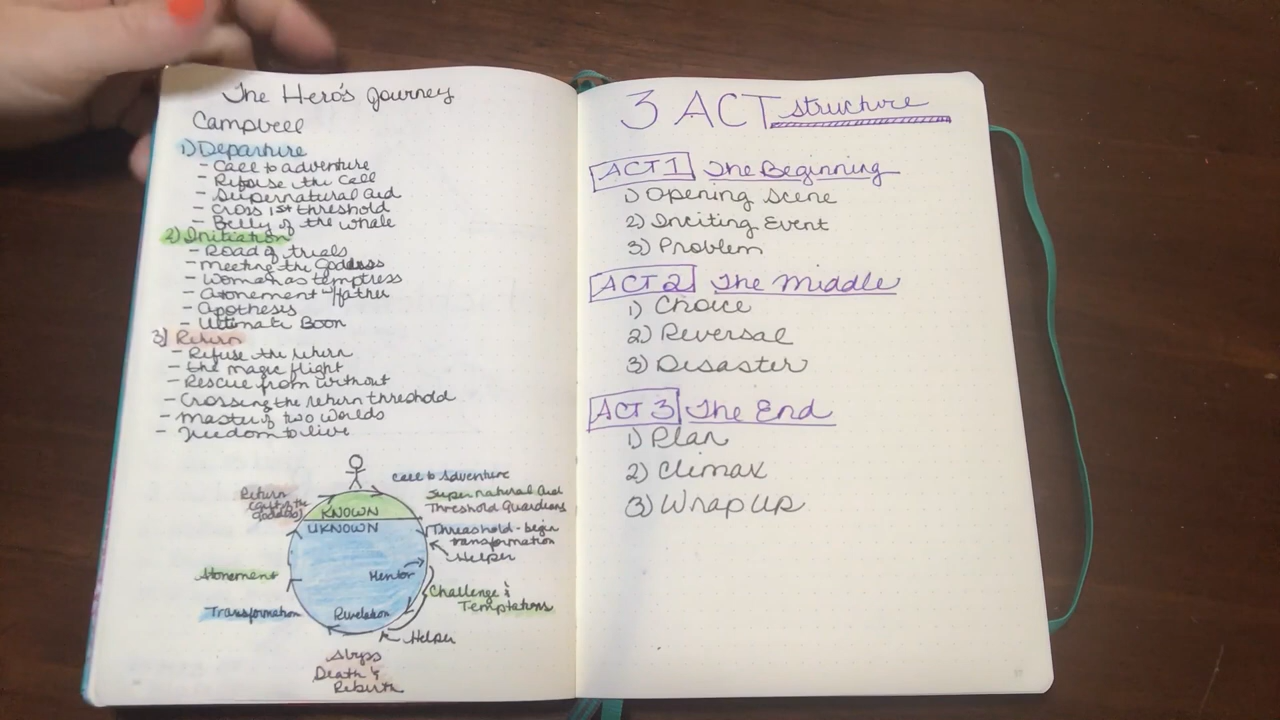 The Hero's Journey
Campbell
1) Departure
- Call to adventure
- Refuse the call
- Supernatural aid
- Cross 1st threshold
- Belly of the whale
2) Initiation
- Road of trials
- Meeting the Goddess
- Woman as temptress
- Atonement w/father
- Apotheses
- Ultimate Boon
3) Return
- Refuse the return
- the magic flight
- Rescue from without
- Crossing the return threshold
- Master of two worlds
- freedom to live
Call to Adventure
Return
Supernatural aid
Threshold Guardians
KNOWN
UKNOWN
Threashold - begin
transformation
Helper
Mentor
Challenge &
Temptations
Atonement
Transformation
Revelation
Helper
Abyss
Death &
Rebirth
3 ACT structure
ACT 1 The Beginning
1) Opening Scene
2) Inciting Event
3) Problem
ACT 2 The Middle
1) Choice
2) Reversal
3) Disaster
ACT 3 The End
1) Plan
2) Climax
3) Wrap up